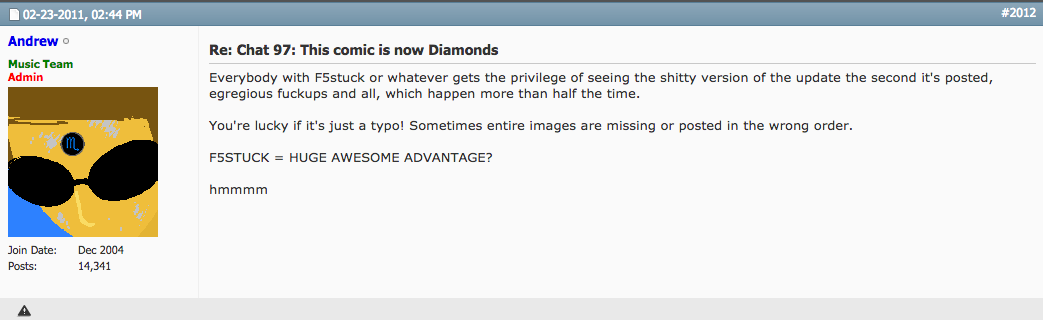 02-23-2011, 02:44 PM
#2012
Andrew
Music Team
Admin
♏
Join Date: Dec 2004
Posts: 14,341
Re: Chat 97: This comic is now Diamonds
Everybody with F5stuck or whatever gets the privilege of seeing the shitty version of the update the second it's posted,
egregious fuckups and all, which happen more than half the time.
You're lucky if it's just a typo! Sometimes entire images are missing or posted in the wrong order.
F5STUCK = HUGE AWESOME ADVANTAGE?
hmmmm